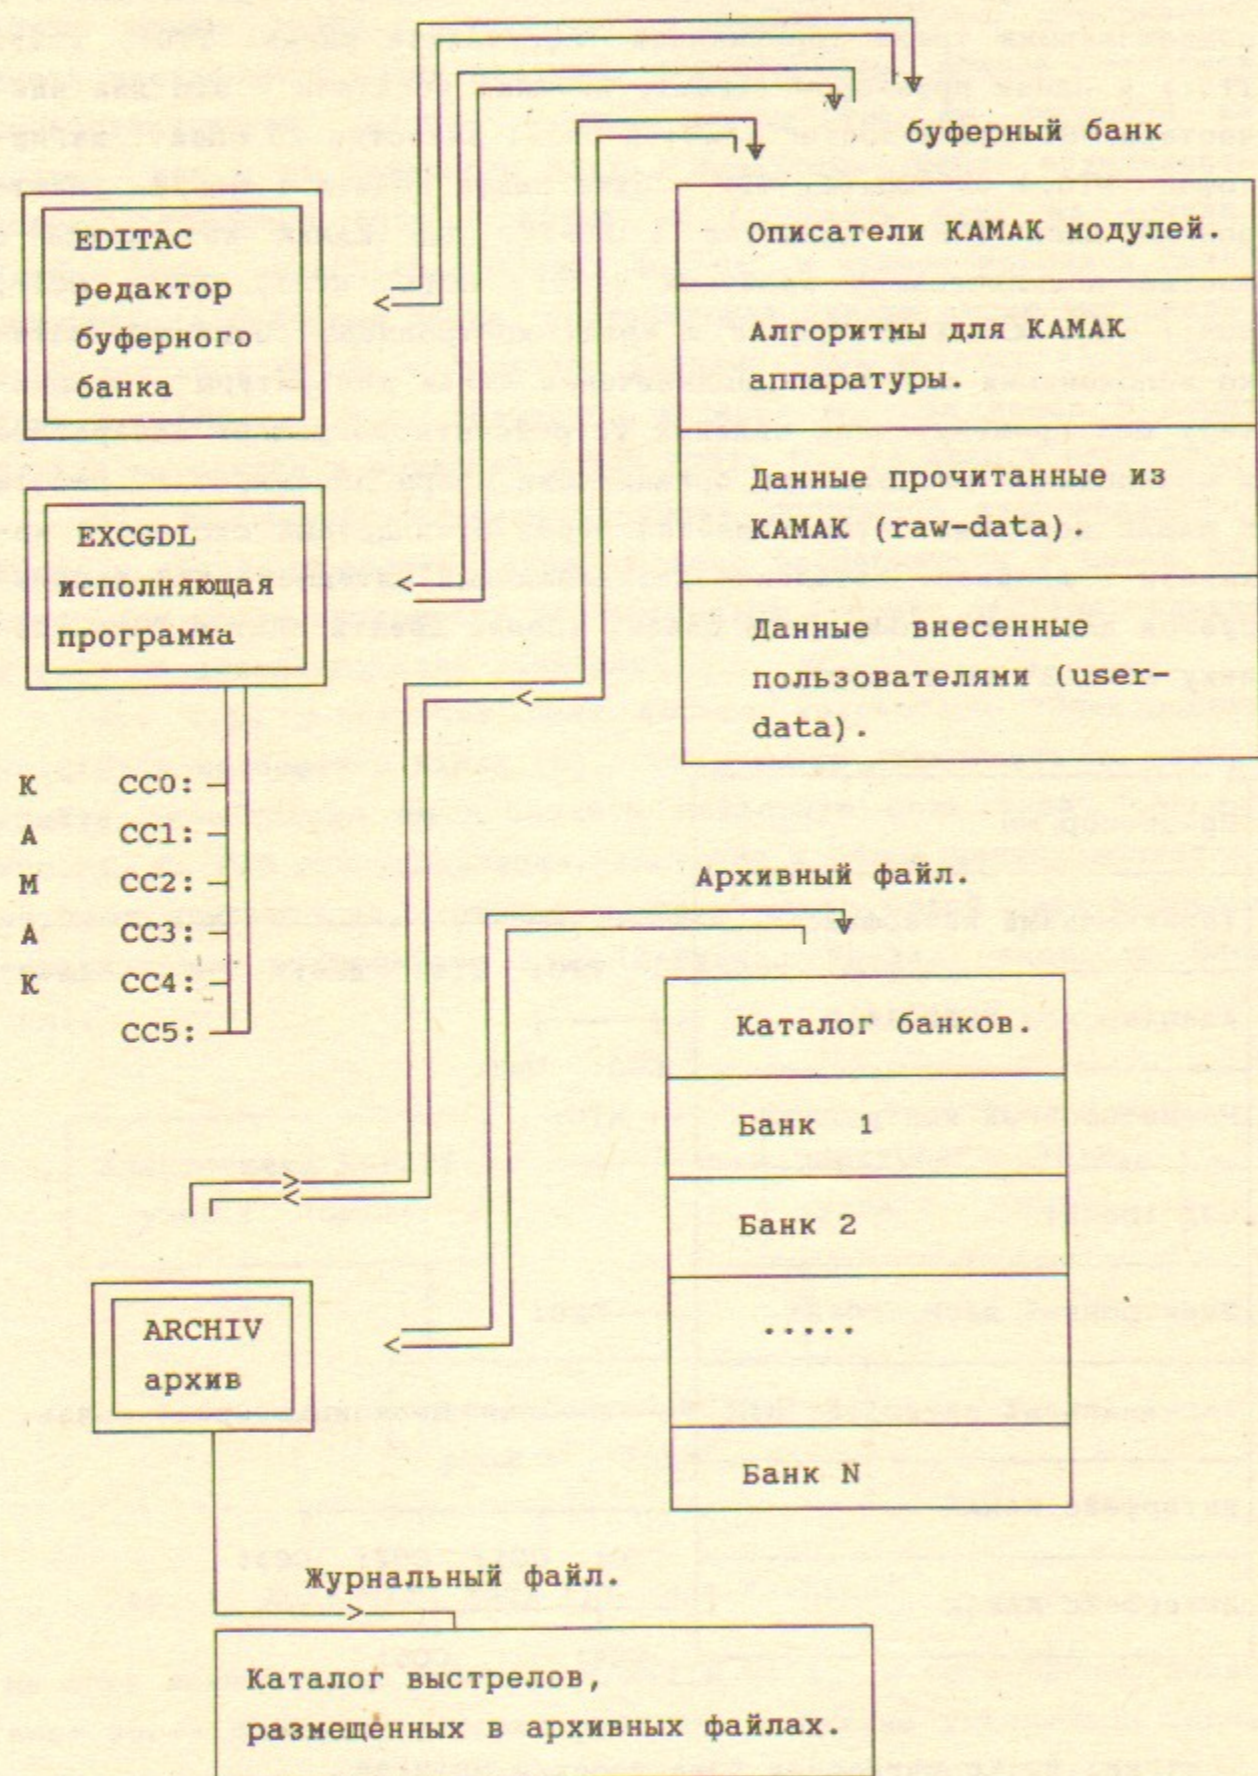 буферный банк
EDITAC
редактор
буферного
банка
Описатели КАМАК модулей.
Алгоритмы для КАМАК
аппаратуры.
Данные прочитанные из
КАМАК (raw-data).
Данные внесенные
пользователями (user-
data).
EXCGDL
исполняющая
программа
К CC0:
А CC1:
М CC2:
А CC3:
К CC4:
CC5:
Архивный файл.
Каталог банков.
Банк 1
Банк 2
.....
Банк N
ARCHIV
архив
Журнальный файл.
Каталог выстрелов,
размещённых в архивных файлах.